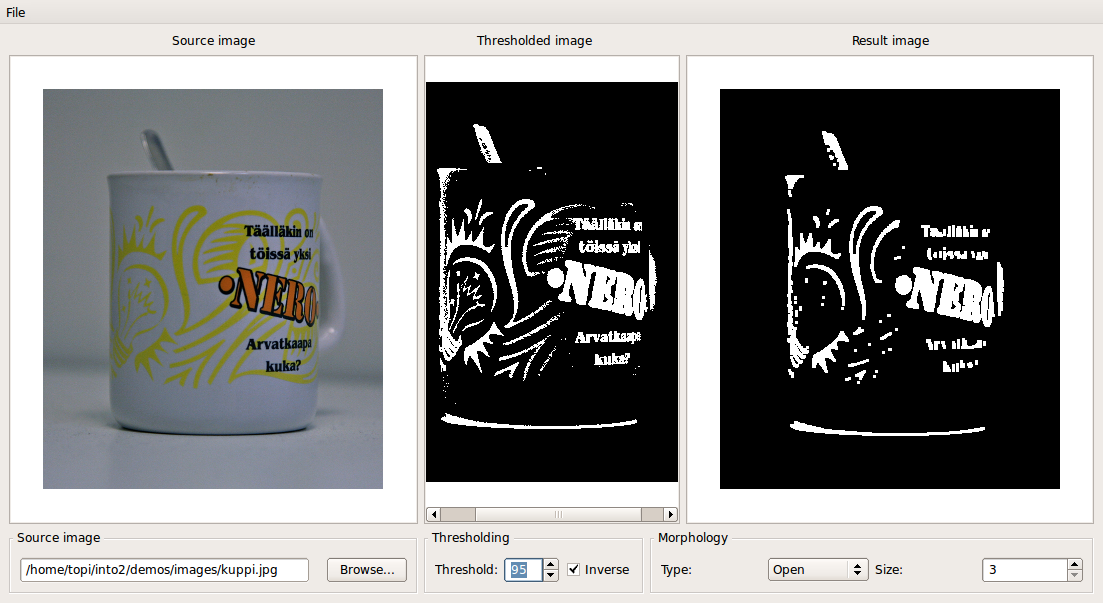 File
Source image
Thresholded image
Result image
Täälläkin on
töissä yksi
•NERO
Arvatkaapa
kuka?
Täälläkin on
töissä yksi
•NERO
Arvatkaapa
kuka?
•NERO
Source image
/home/topi/into2/demos/images/kuppi.jpg
Browse...
Thresholding
Threshold:
95
Inverse
Morphology
Type:
Open
Size:
3